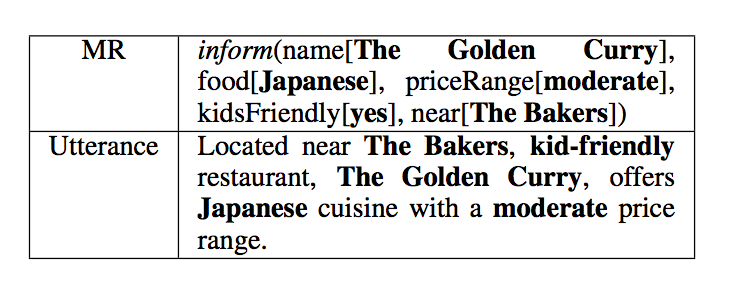 MR inform(name[The Golden Curry],
food[Japanese], priceRange[moderate],
kidsFriendly[yes], near[The Bakers])
Utterance Located near The Bakers, kid-friendly
restaurant, The Golden Curry, offers
Japanese cuisine with a moderate price
range.